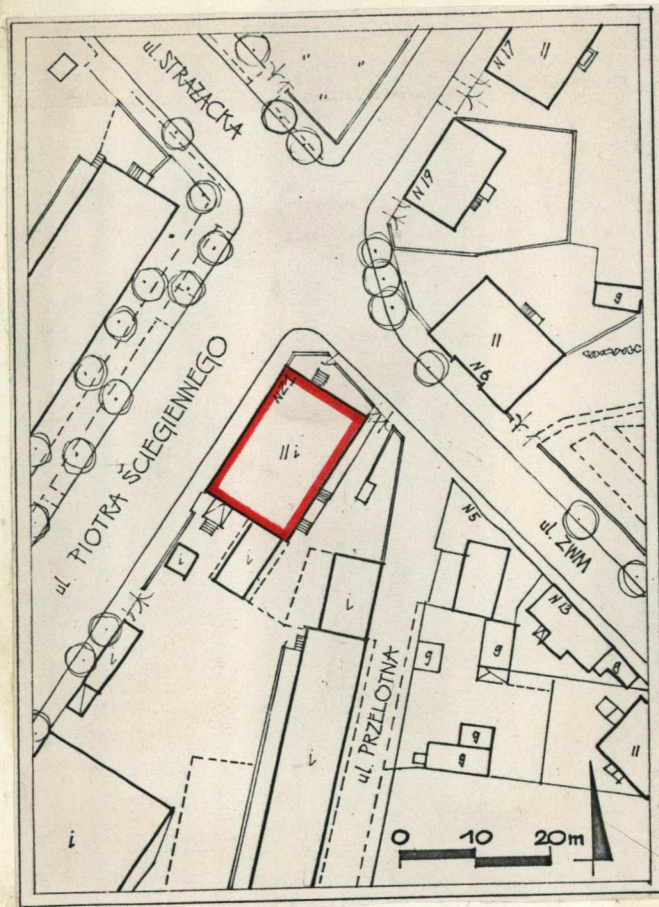 ul. STRAŻACKA
N17
II
N19
g
II
N6
ul. PIOTRA ŚCIEGIENNEGO
N21
II i
i
i
i
i
N5
ul. ZWM
N13
g
g
g
ul. PRZELOTNA
i
g
g
II
i
0 10 20m